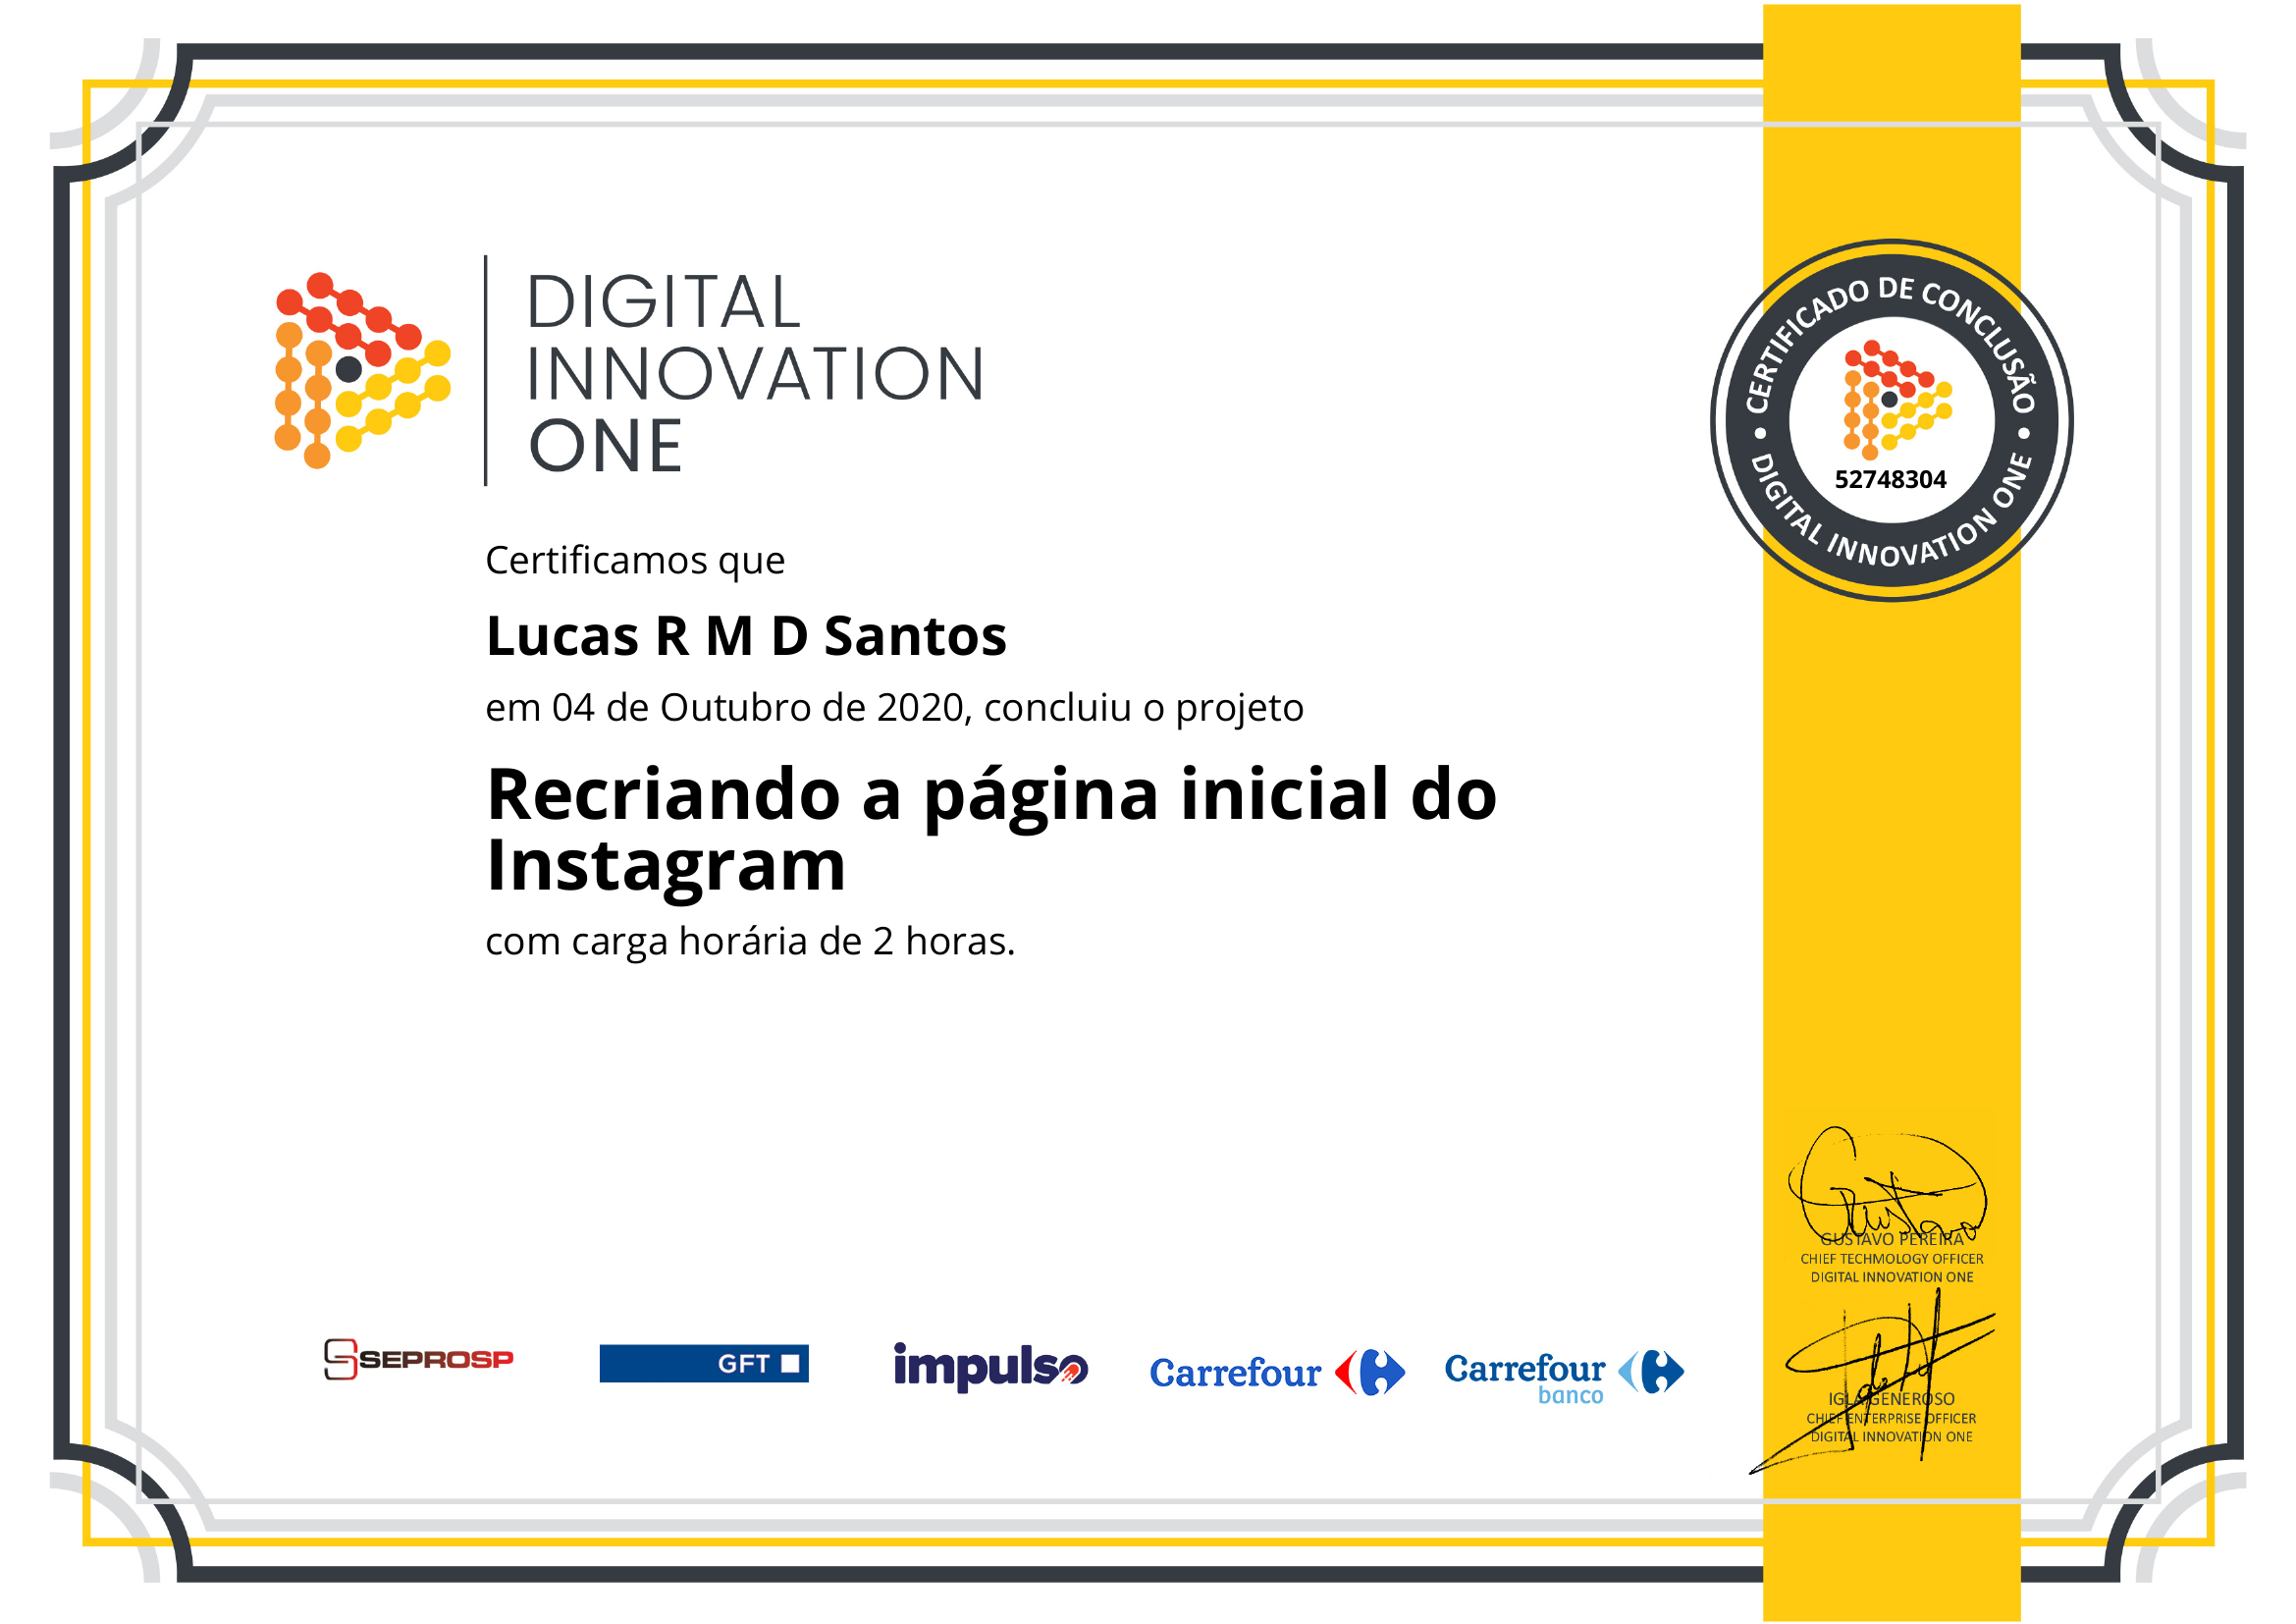 DIGITAL
INNOVATION
ONE
CERTIFICADO DE CONCLUSÃO
52748304
DIGITAL INNOVATION ONE
Certificamos que
Lucas R M D Santos
em 04 de Outubro de 2020, concluiu o projeto
Recriando a página inicial do
Instagram
com carga horária de 2 horas.
Gustavo
GUSTAVO PEREIRA
CHIEF TECHMOLOGY OFFICER
DIGITAL INNOVATION ONE
IGLA GENEROSO
CHIEF ENTERPRISE OFFICER
DIGITAL INNOVATION ONE
SEPROSP
GFT
impulso
Carrefour
Carrefour
banco